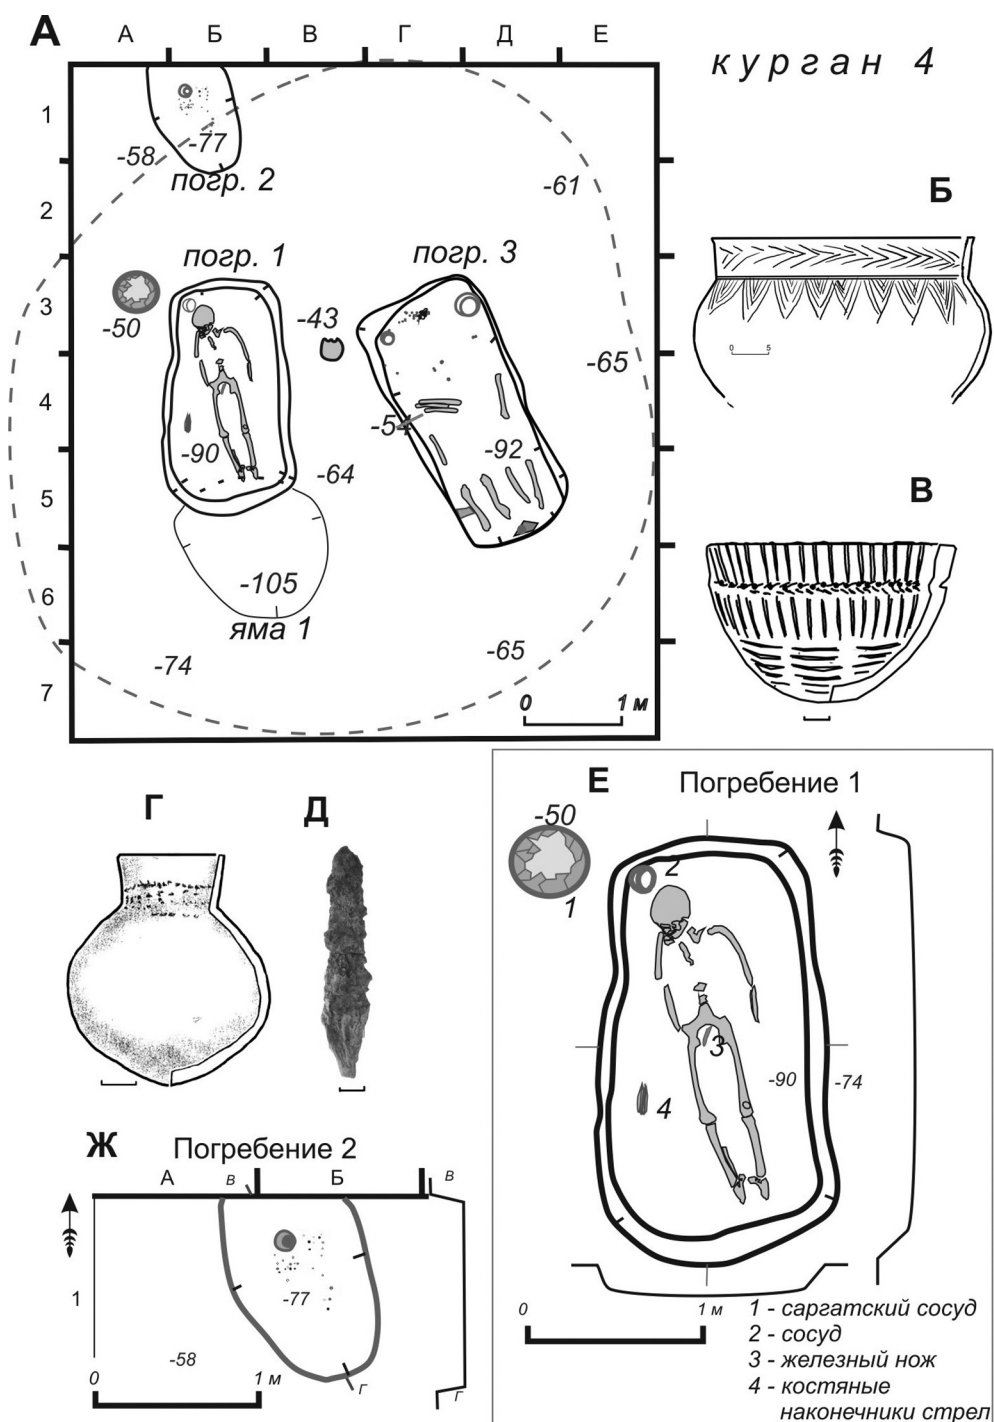 А
А Б В Г Д Е
курган 4
1
-58 -77
погр. 2
2
-61
Б
погр. 1
погр. 3
3
-50
-43
0 5
-65
4
-54
-90
-92
-64
5
В
6
-105
яма 1
-74
-65
7
0 1 м
Г
Д
Е Погребение 1
-50
1
2
3
4
-90
-74
0 1 м
1 - саргатский сосуд
2 - сосуд
3 - железный нож
4 - костяные
наконечники стрел
Ж Погребение 2
А В Б В
1
-77
-58
0 1 м
Г Г